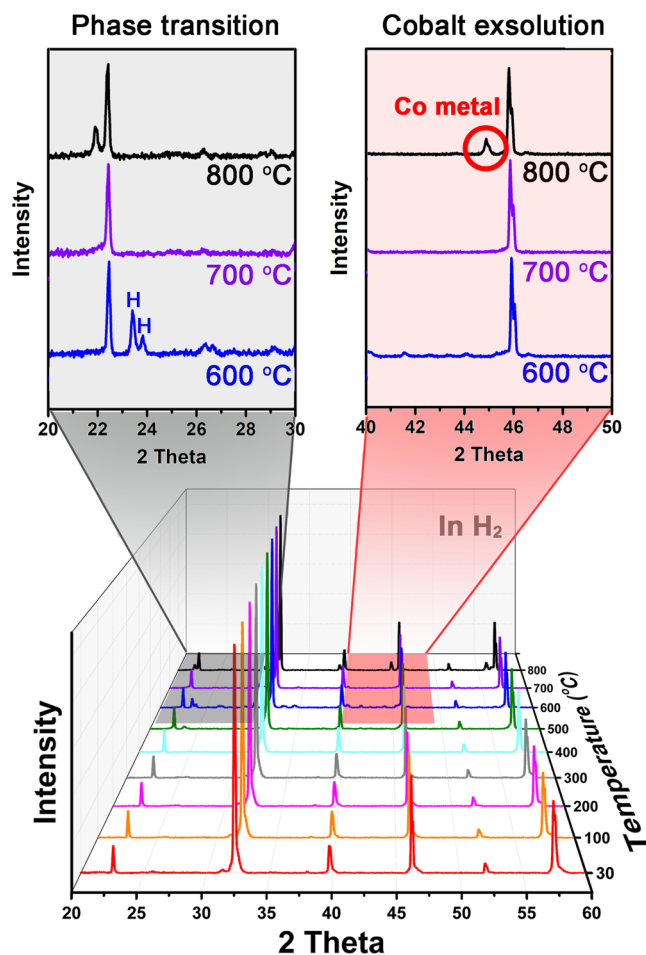 Phase transition
Cobalt exsolution
Intensity
800 °C
700 °C
H
H
600 °C
20 22 24 26 28 30
2 Theta
Intensity
Co metal
800 °C
700 °C
600 °C
40 42 44 46 48 50
2 Theta
In H₂
Intensity
800
700
600
500
400
300
200
100
30
Temperature (°C)
20 25 30 35 40 45 50 55 60
2 Theta